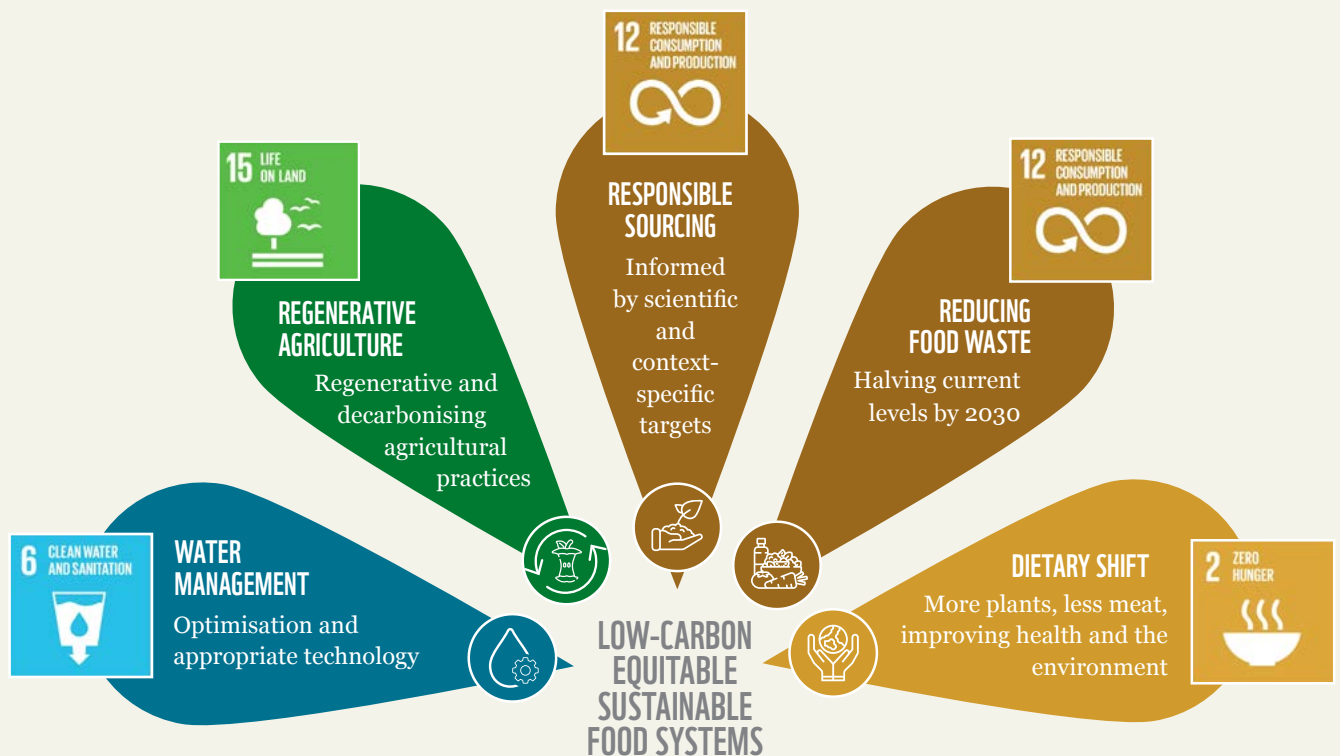 6 CLEAN WATER
AND SANITATION
WATER
MANAGEMENT
Optimisation and
appropriate technology
15 LIFE
ON LAND
REGENERATIVE
AGRICULTURE
Regenerative and
decarbonising
agricultural
practices
12 RESPONSIBLE
CONSUMPTION
AND PRODUCTION
RESPONSIBLE
SOURCING
Informed
by scientific
and
context-
specific
targets
12 RESPONSIBLE
CONSUMPTION
AND PRODUCTION
REDUCING
FOOD WASTE
Halving current
levels by 2030
2 ZERO
HUNGER
DIETARY SHIFT
More plants, less meat,
improving health and the
environment
LOW-CARBON
EQUITABLE
SUSTAINABLE
FOOD SYSTEMS